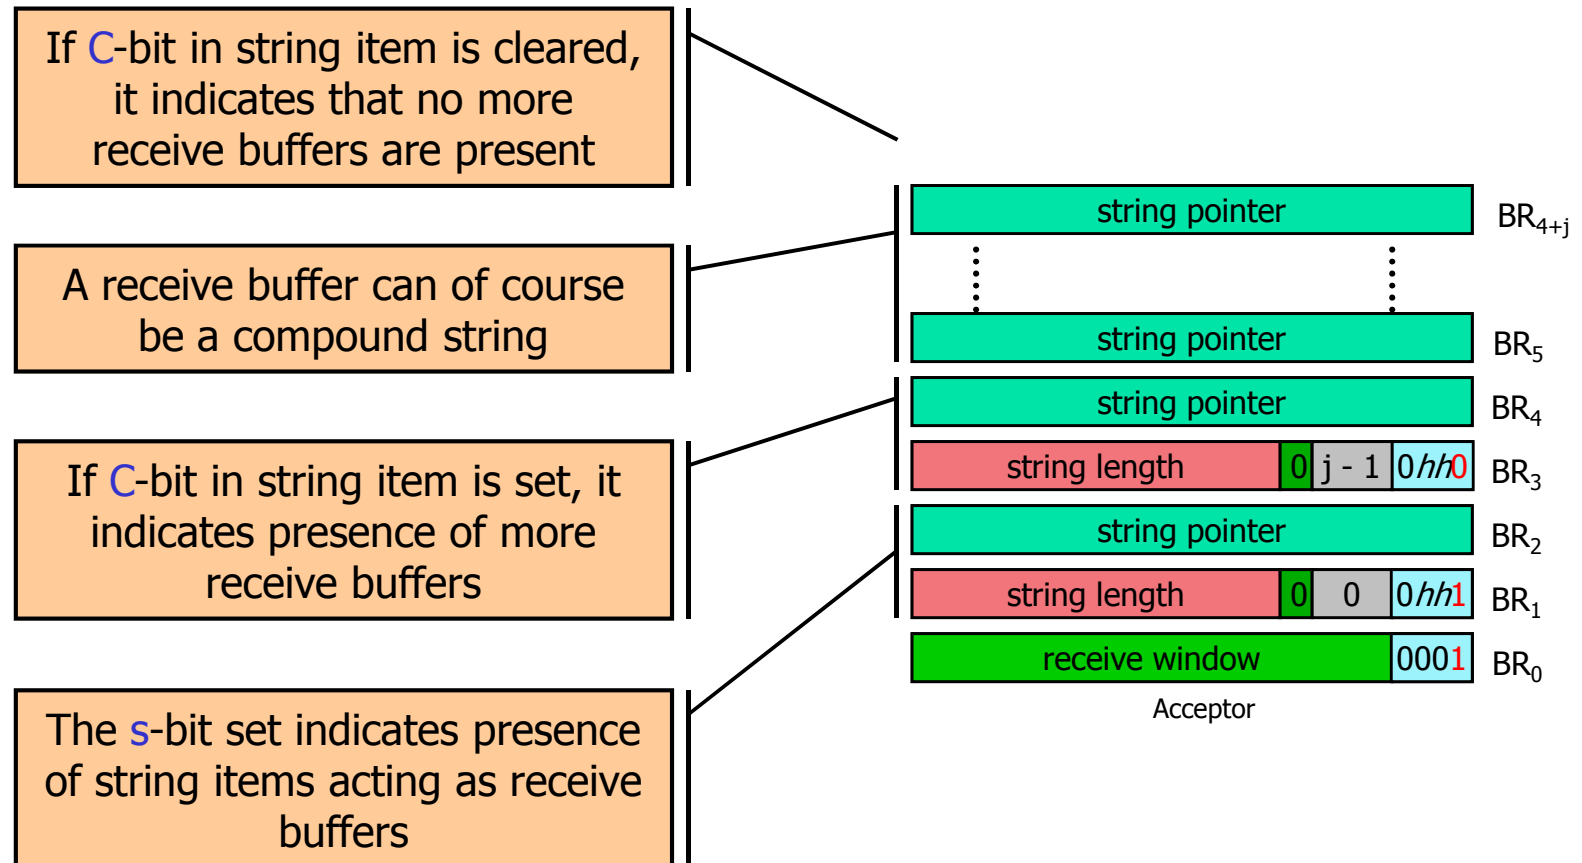 If C-bit in string item is cleared,
it indicates that no more
receive buffers are present
A receive buffer can of course
be a compound string
If C-bit in string item is set, it
indicates presence of more
receive buffers
The s-bit set indicates presence
of string items acting as receive
buffers
string pointer BR4+j
string pointer BR5
string pointer BR4
string length 0 j - 1 0hh0 BR3
string pointer BR2
string length 0 0 0hh1 BR1
receive window 0001 BR0
Acceptor